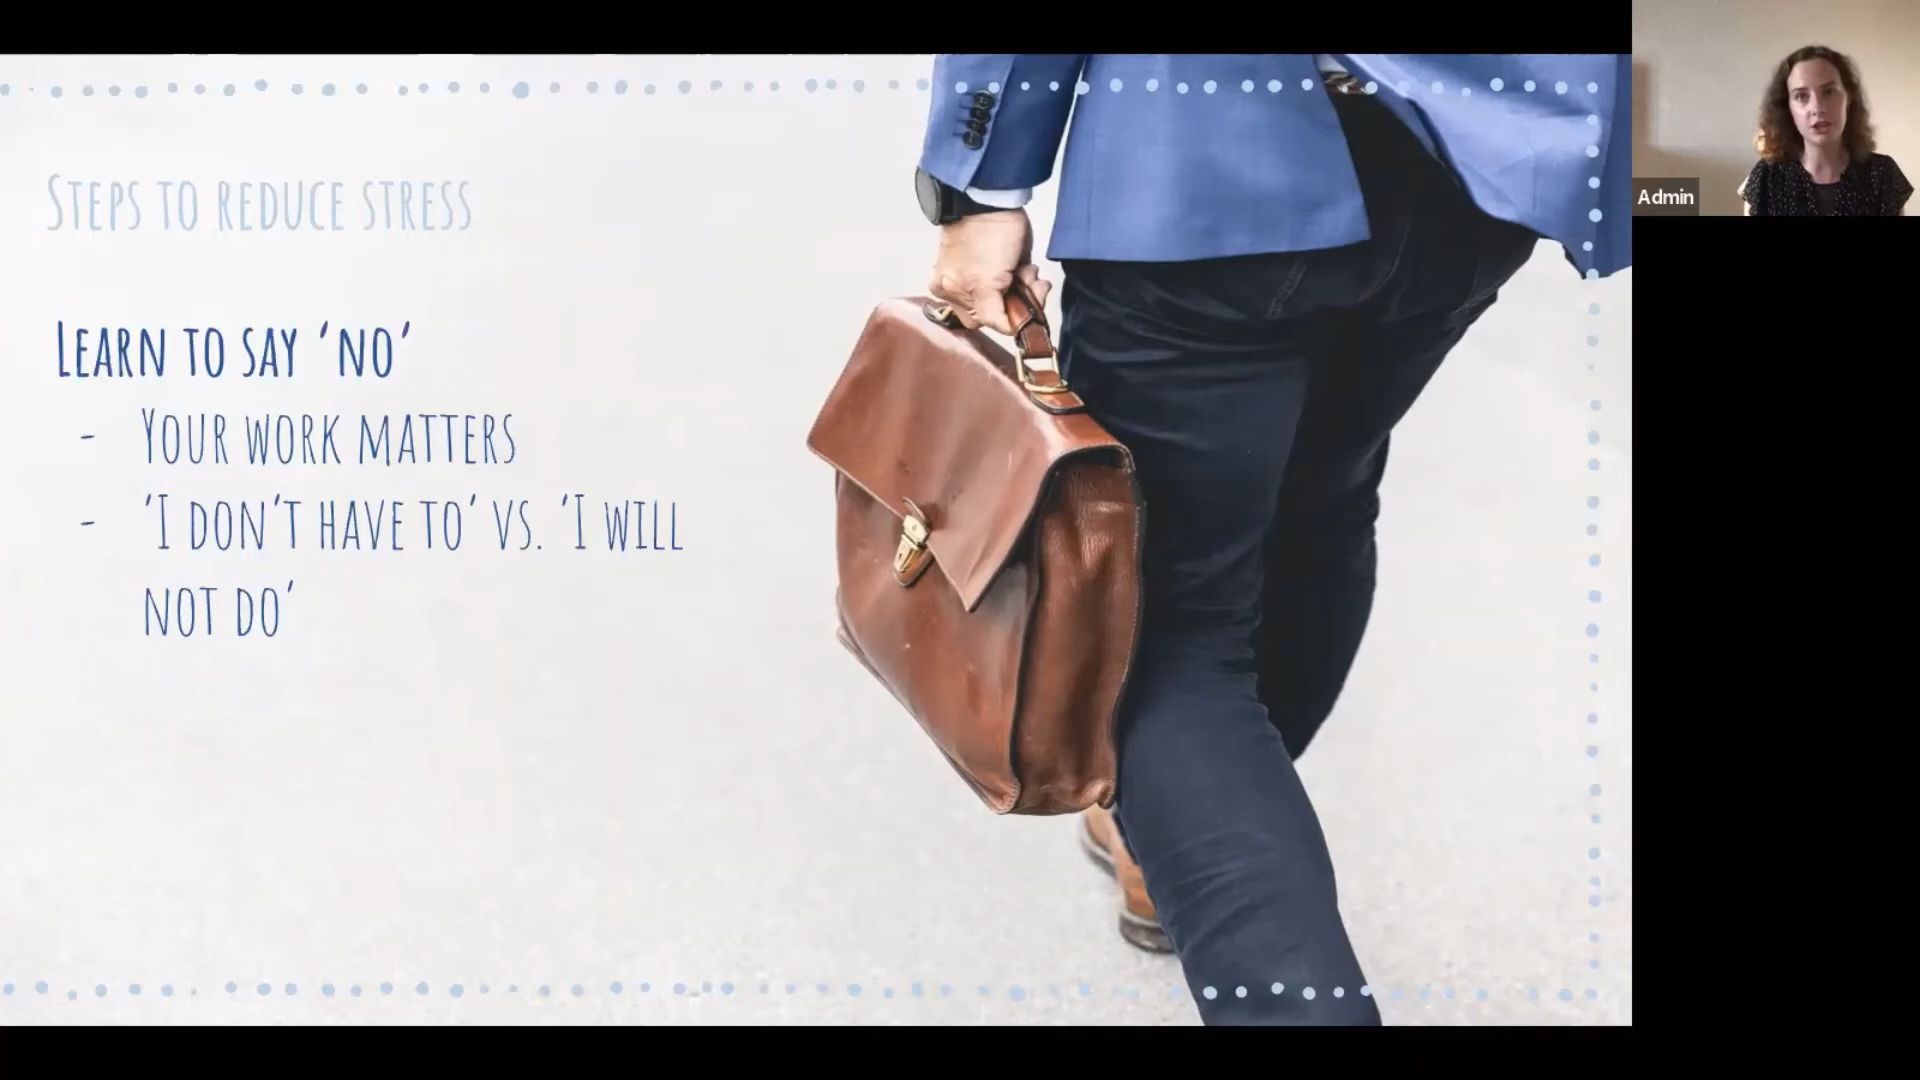 Steps to reduce stress
Learn to say ‘no’
- Your work matters
- ‘I don’t have to’ vs. ‘I will
not do’
Admin